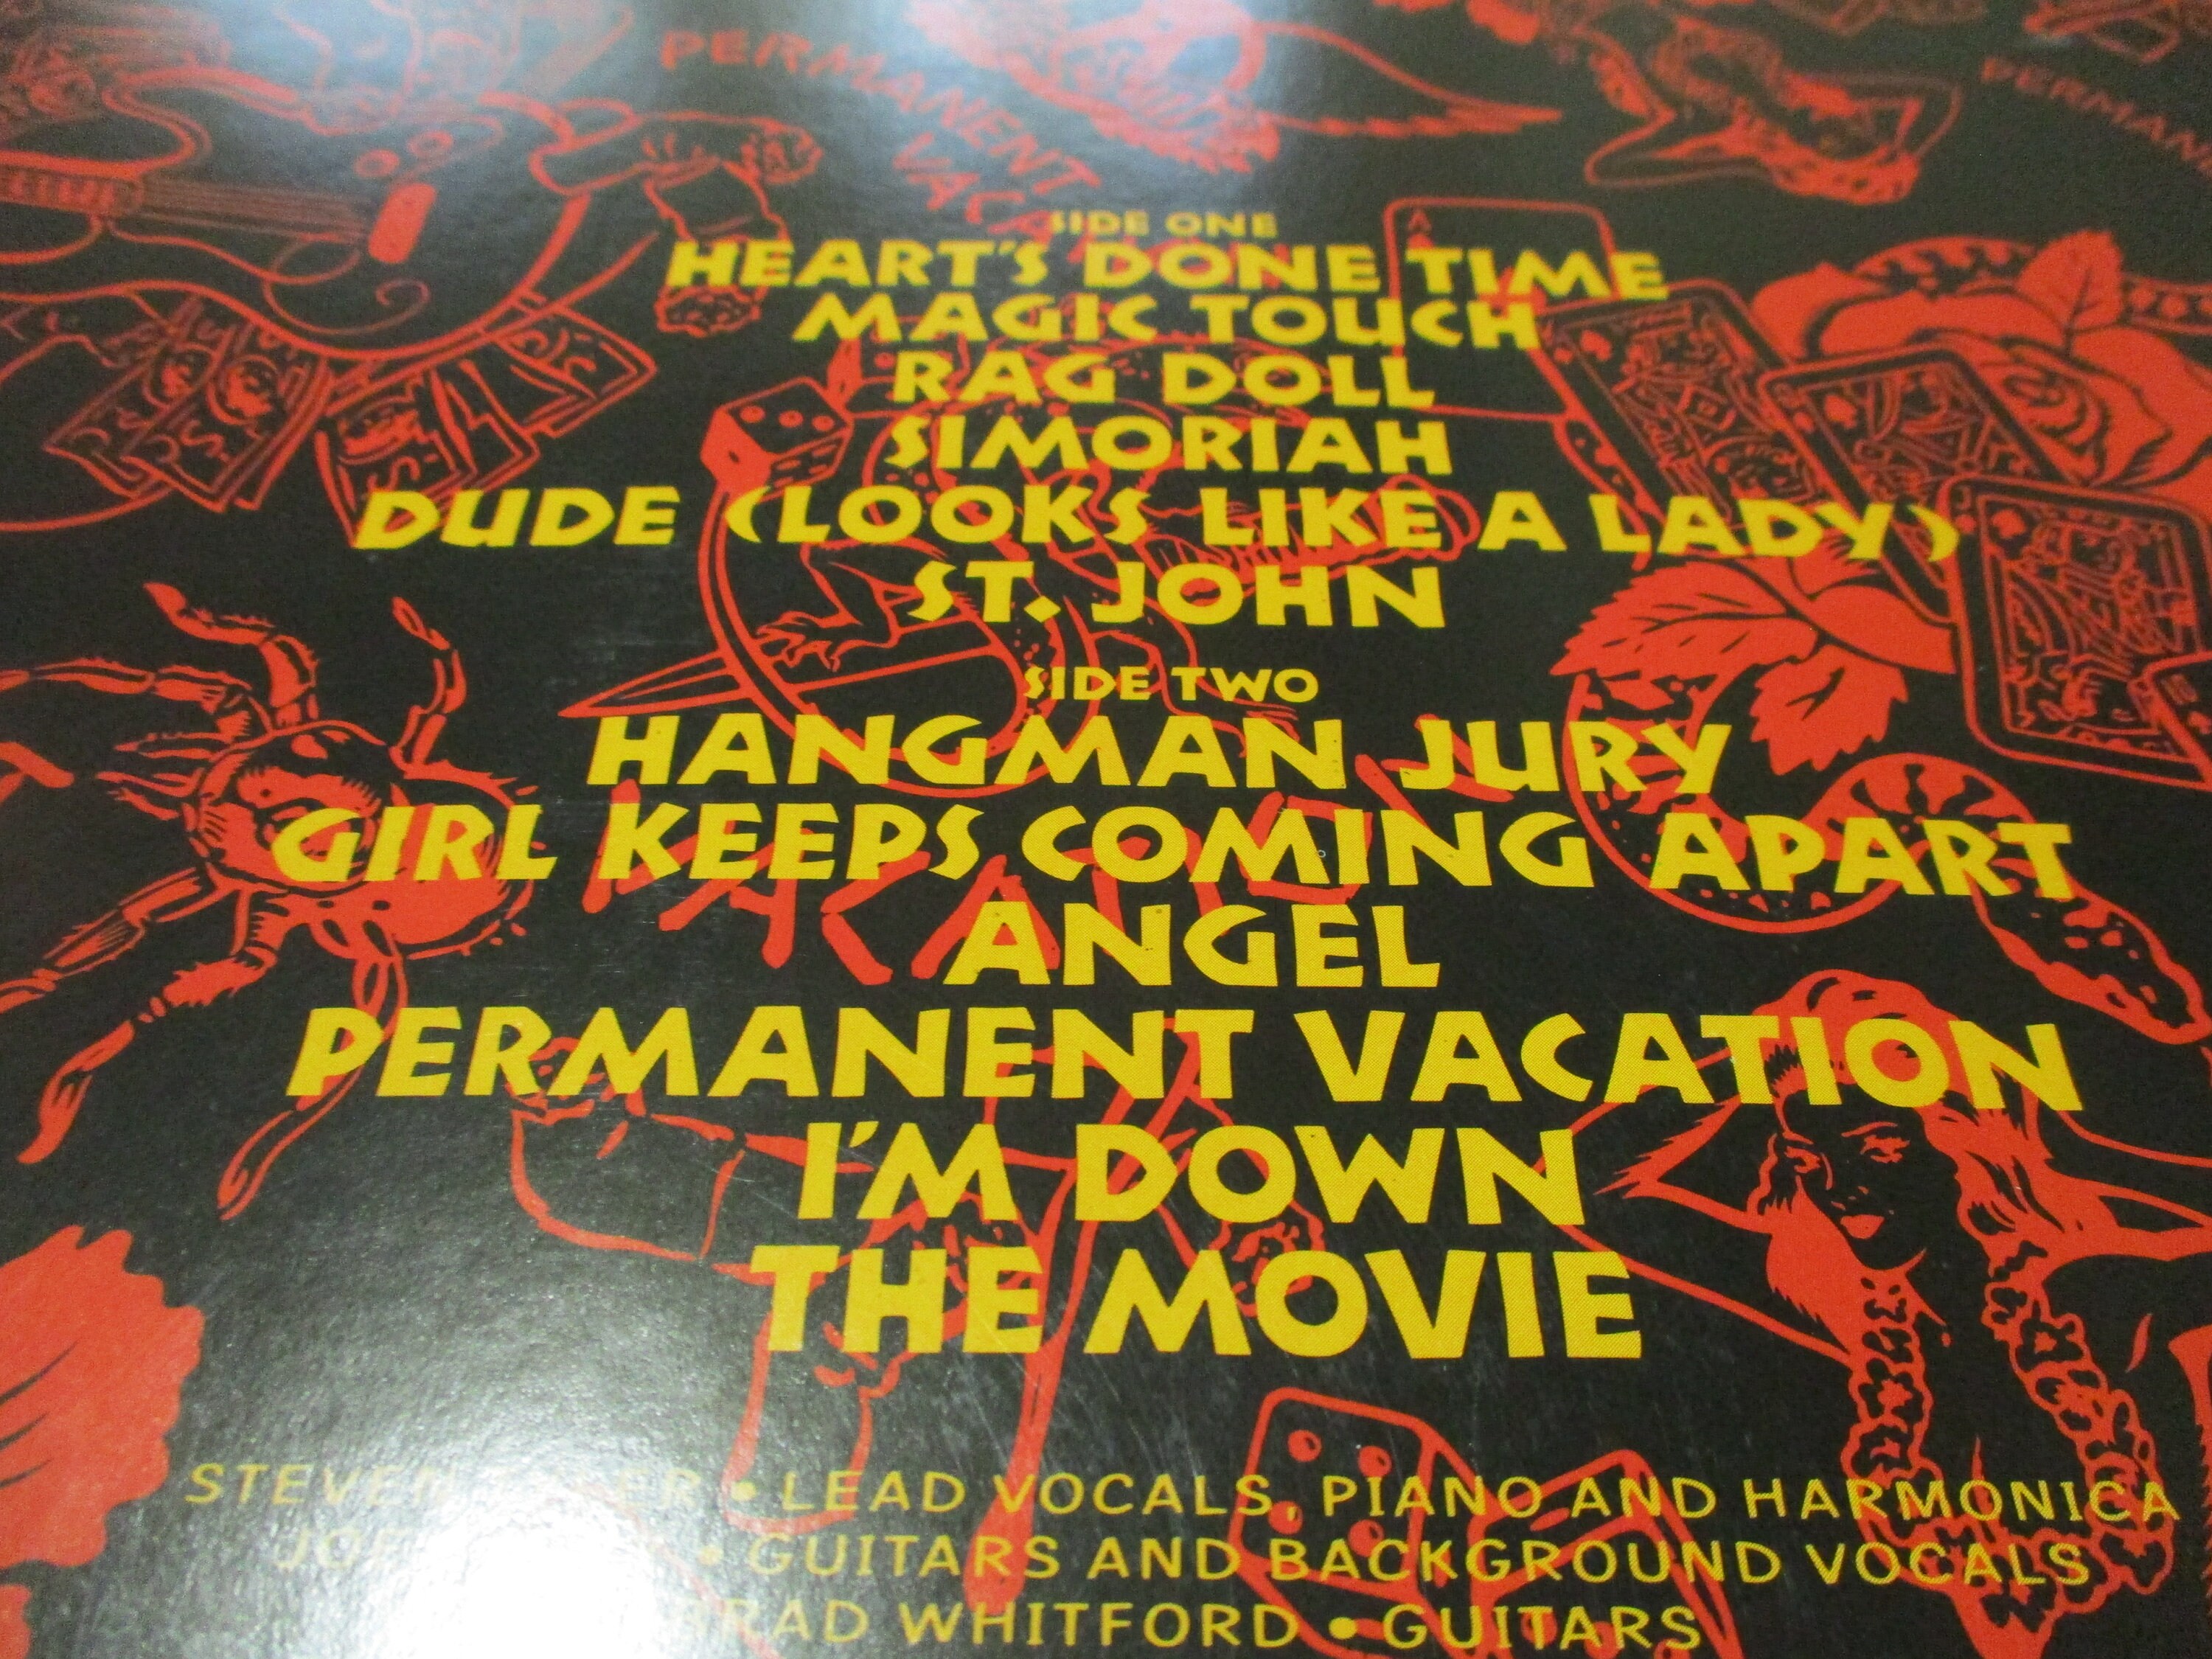 PERMANENT
SIDE ONE
HEART'S DONE TIME
MAGIC TOUCH
RAG DOLL
SIMORIAH
DUDE (LOOKS LIKE A LADY)
ST. JOHN
SIDE TWO
HANGMAN JURY
GIRL KEEPS COMING APART
ANGEL
PERMANENT VACATION
I'M DOWN
THE MOVIE
STEVEN • LEAD VOCALS, PIANO AND HARMONICA
• GUITARS AND BACKGROUND VOCALS
BRAD WHITFORD • GUITARS